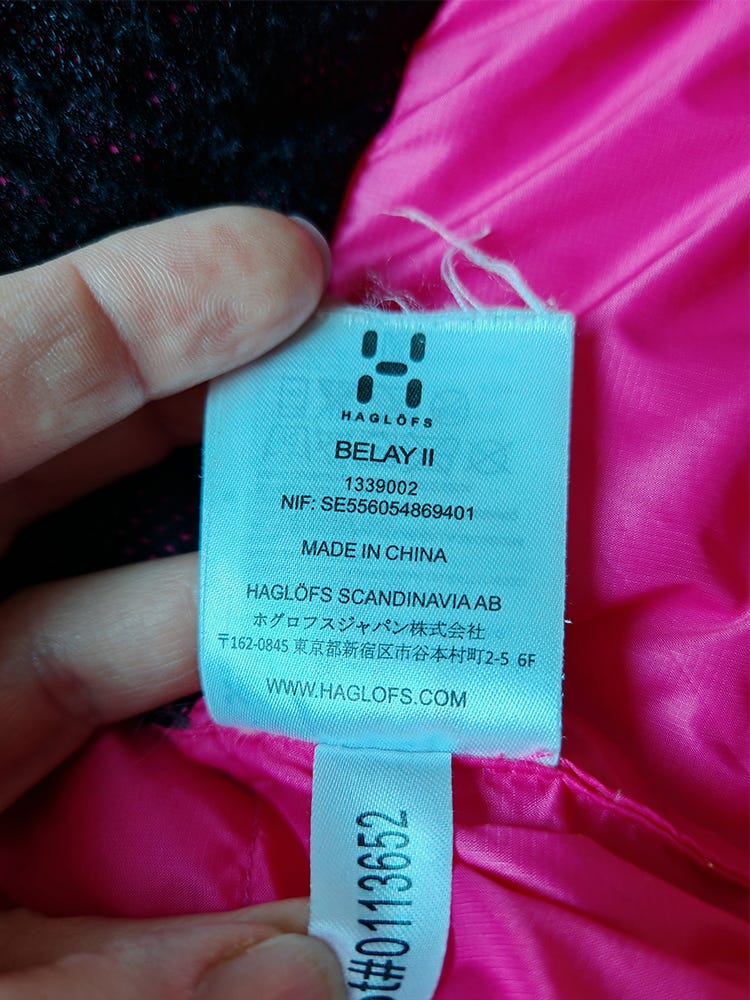 HAGLÖFS
BELAY II
1339002
NIF: SE556054869401
MADE IN CHINA
HAGLÖFS SCANDINAVIA AB
ホグロフスジャパン株式会社
〒162-0845 東京都新宿区市谷本村町2-5 6F
WWW.HAGLOFS.COM
t#0113652